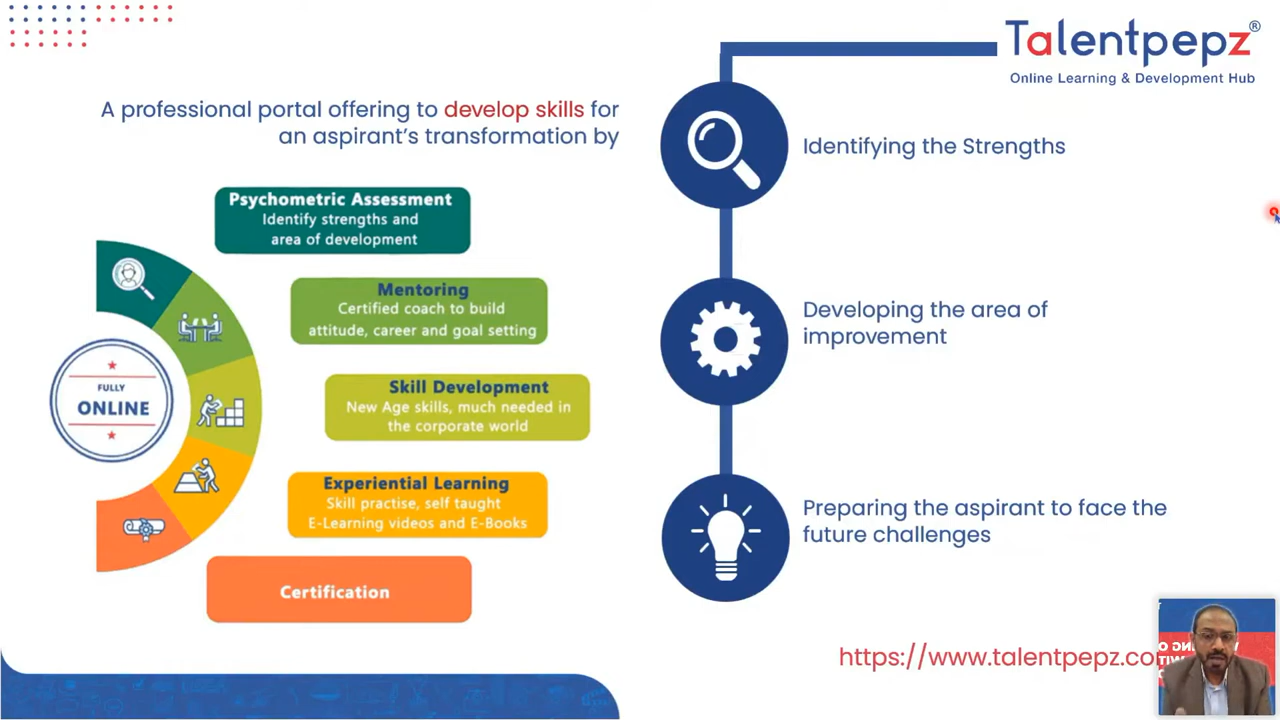 Talentpepz®
Online Learning & Development Hub
A professional portal offering to develop skills for
an aspirant's transformation by
Psychometric Assessment
Identify strengths and
area of development
Mentoring
Certified coach to build
attitude, career and goal setting
Skill Development
New Age skills, much needed in
the corporate world
Experiential Learning
Skill practise, self taught
E-Learning videos and E-Books
Certification
FULLY
ONLINE
Identifying the Strengths
Developing the area of
improvement
Preparing the aspirant to face the
future challenges
https://www.talentpepz.co